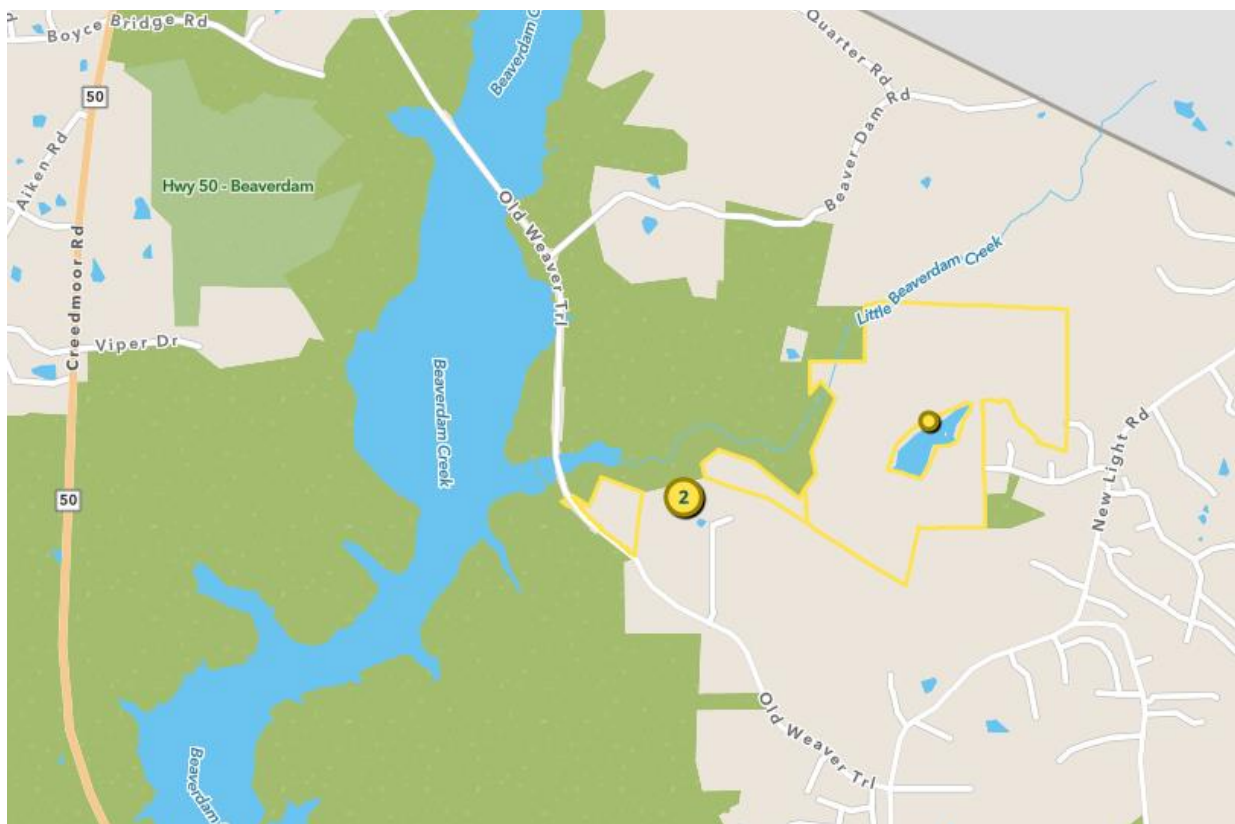 Boyce Bridge Rd
Beaverdam C
Quarter Rd
50
Beaver Dam Rd
Aiken Rd
Hwy 50 - Beaverdam
Old Weaver Trl
Creedmoor Rd
Little Beaverdam Creek
Viper Dr
Beaverdam Creek
New Light Rd
50
2
Old Weaver Trl
Beaverdam